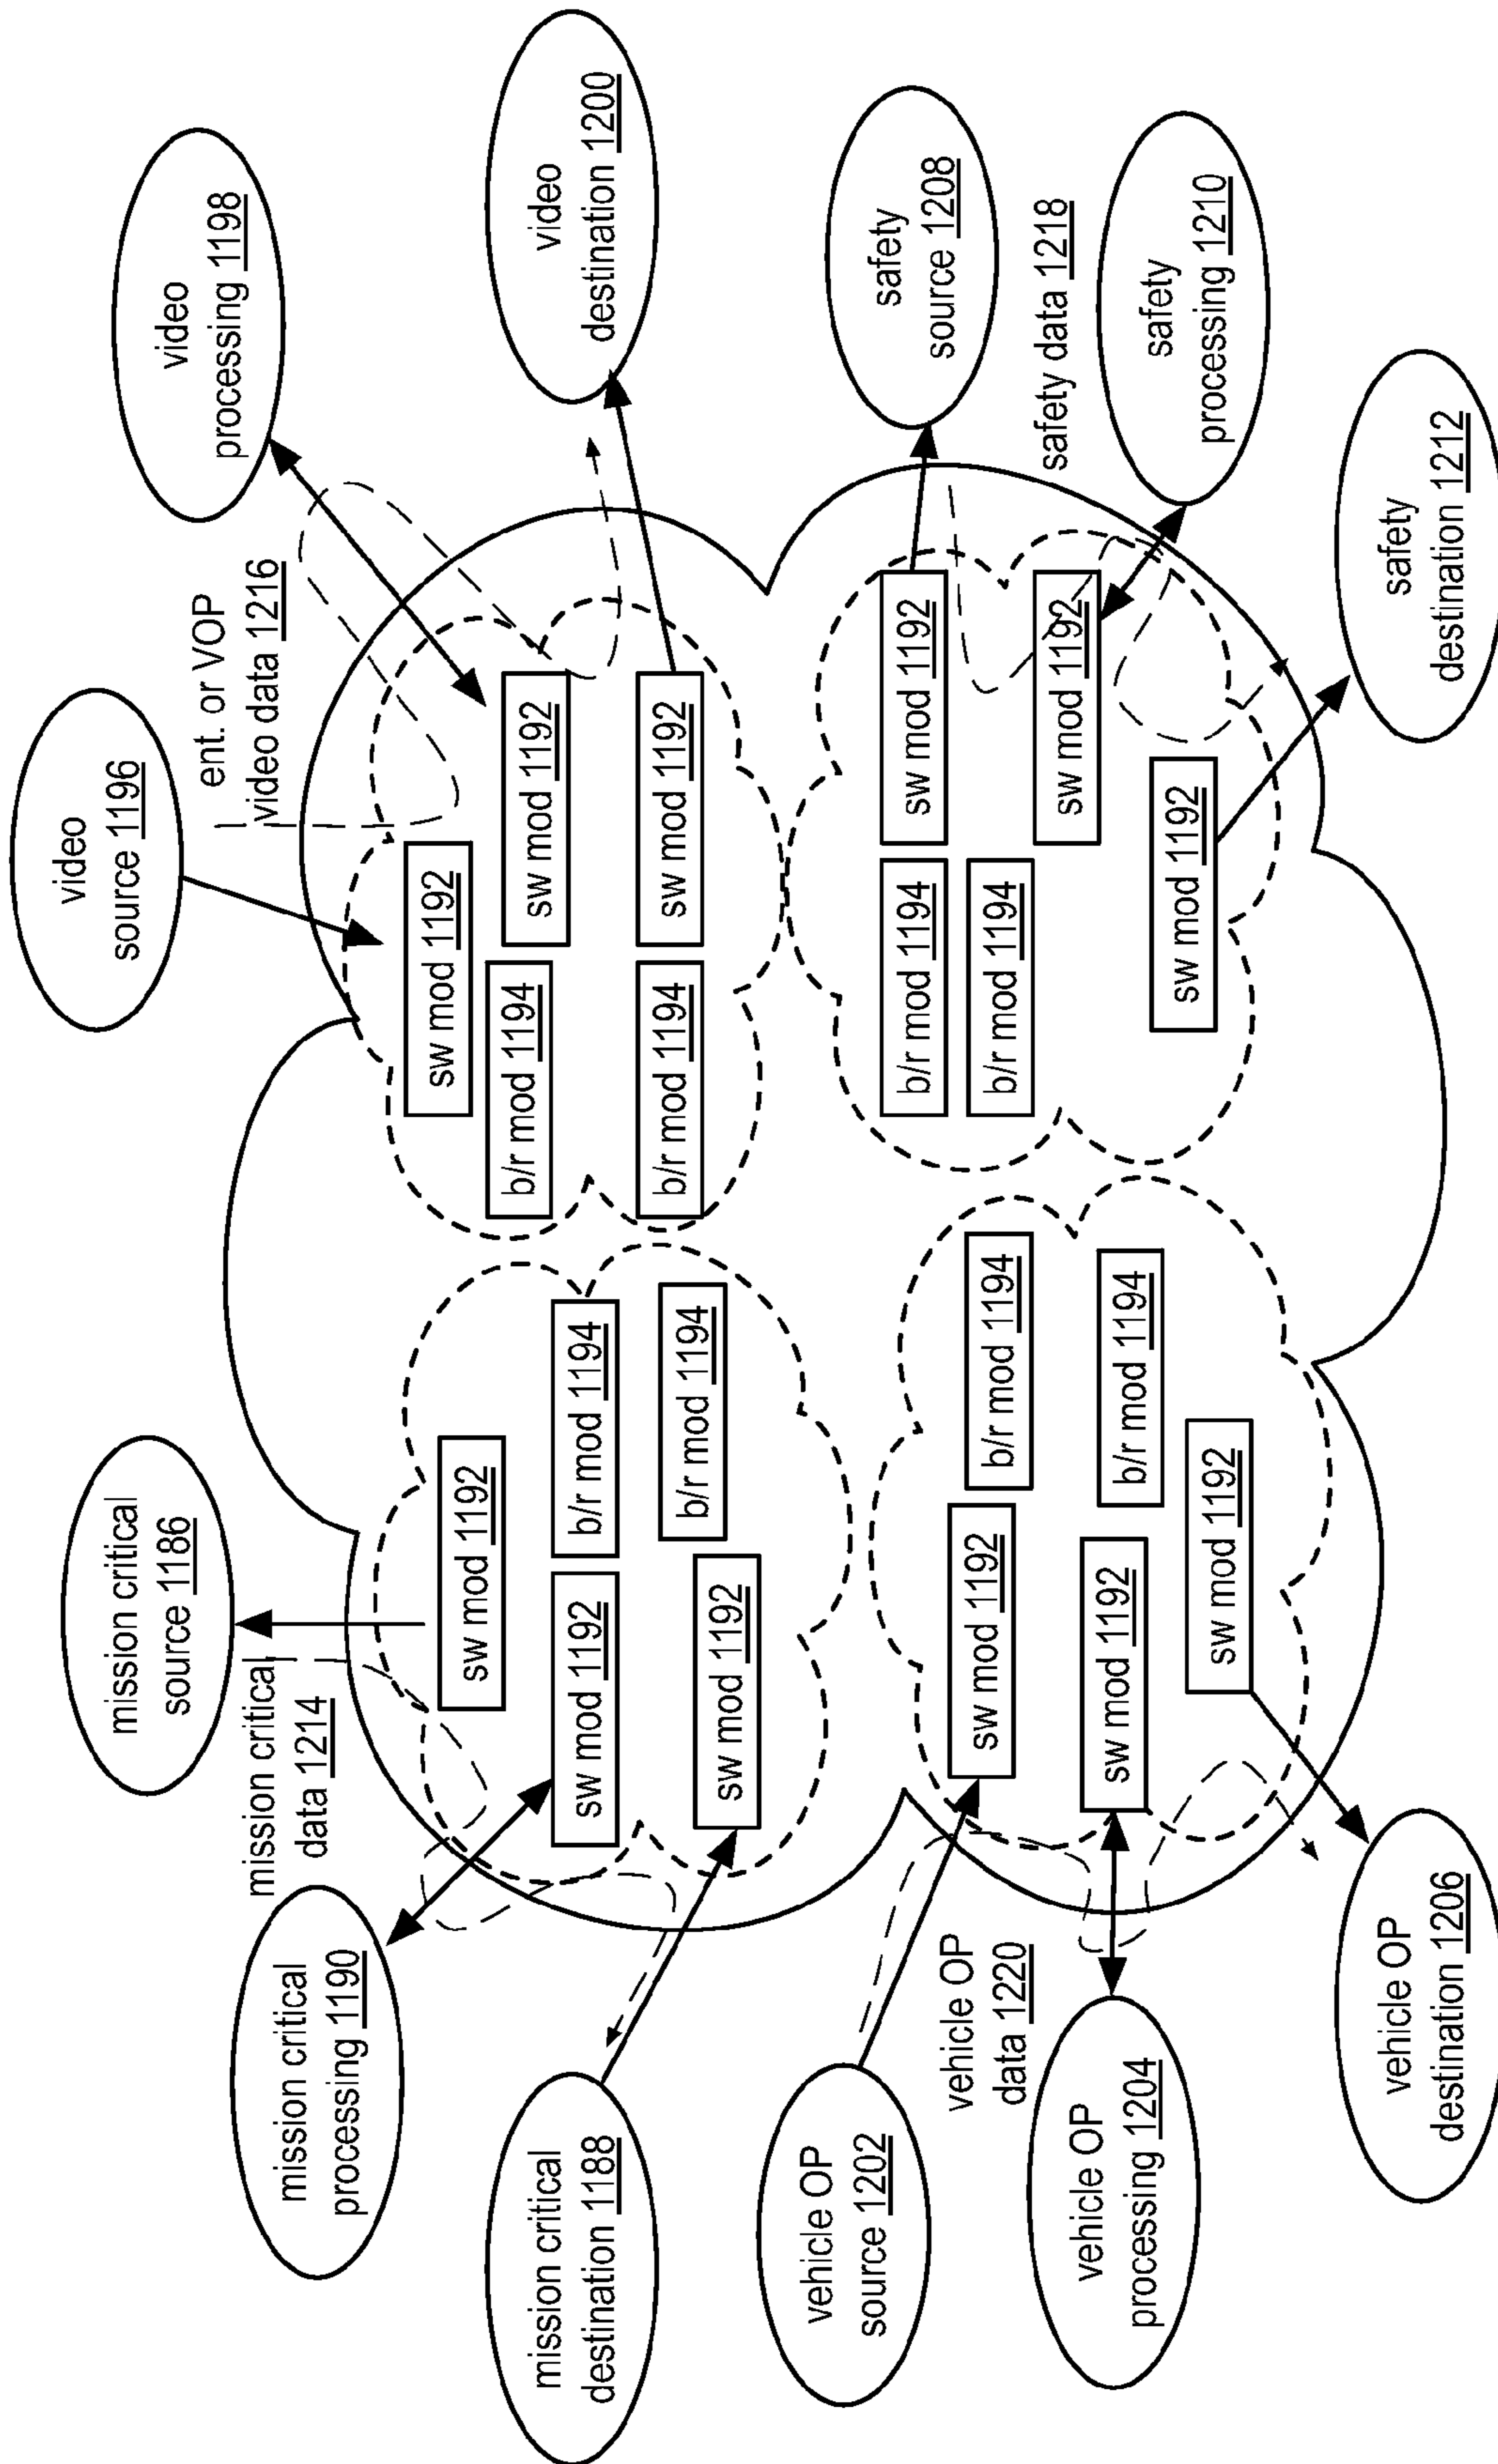 mission critical
source 1186
mission critical
data 1214
mission critical
processing 1190
mission critical
destination 1188
sw mod 1192
sw mod 1192
b/r mod 1194
b/r mod 1194
sw mod 1192
video
source 1196
ent. or VOP
video data 1216
video
processing 1198
video
destination 1200
sw mod 1192
b/r mod 1194
sw mod 1192
b/r mod 1194
sw mod 1192
vehicle OP
source 1202
vehicle OP
data 1220
vehicle OP
processing 1204
vehicle OP
destination 1206
sw mod 1192
b/r mod 1194
sw mod 1192
b/r mod 1194
sw mod 1192
b/r mod 1194
sw mod 1192
b/r mod 1194
sw mod 1192
sw mod 1192
safety
source 1208
safety data 1218
safety
processing 1210
safety
destination 1212